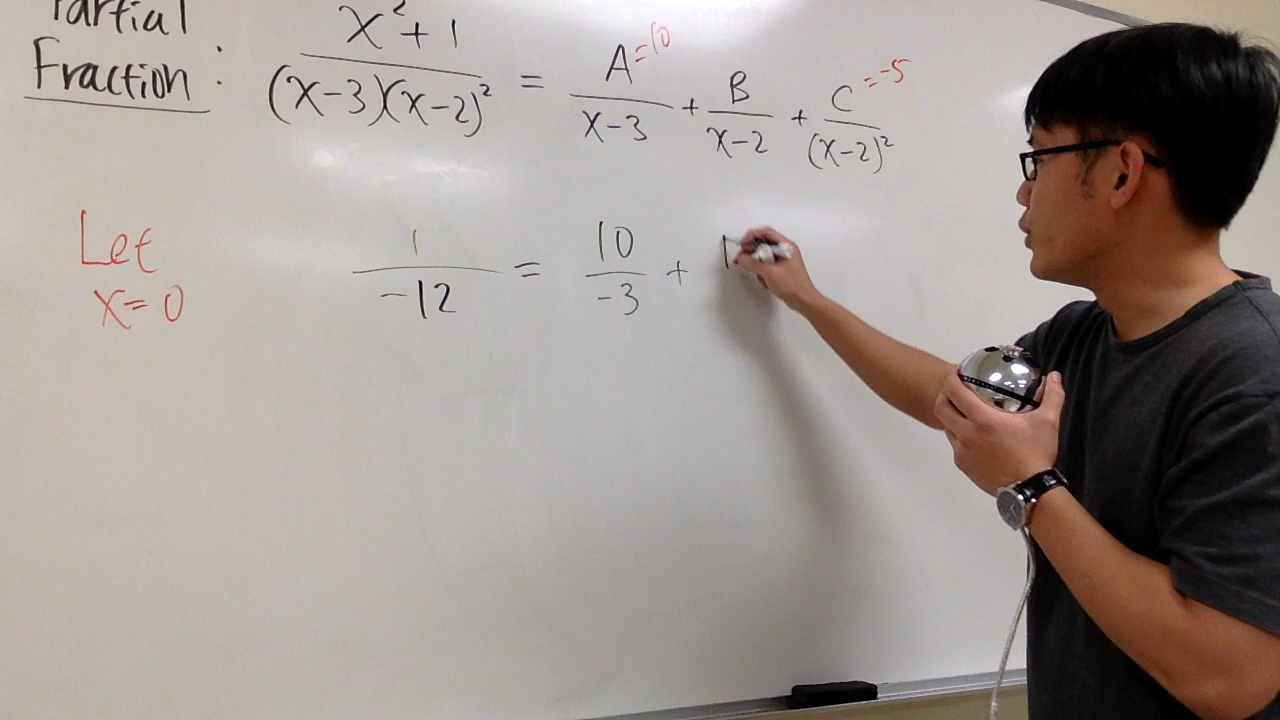 Partial
Fraction: (x²+1)/((x-3)(x-2)²) = A=10/(x-3) + B/(x-2) + C=-5/(x-2)²
Let
x=0
1/-12 = 10/-3 +